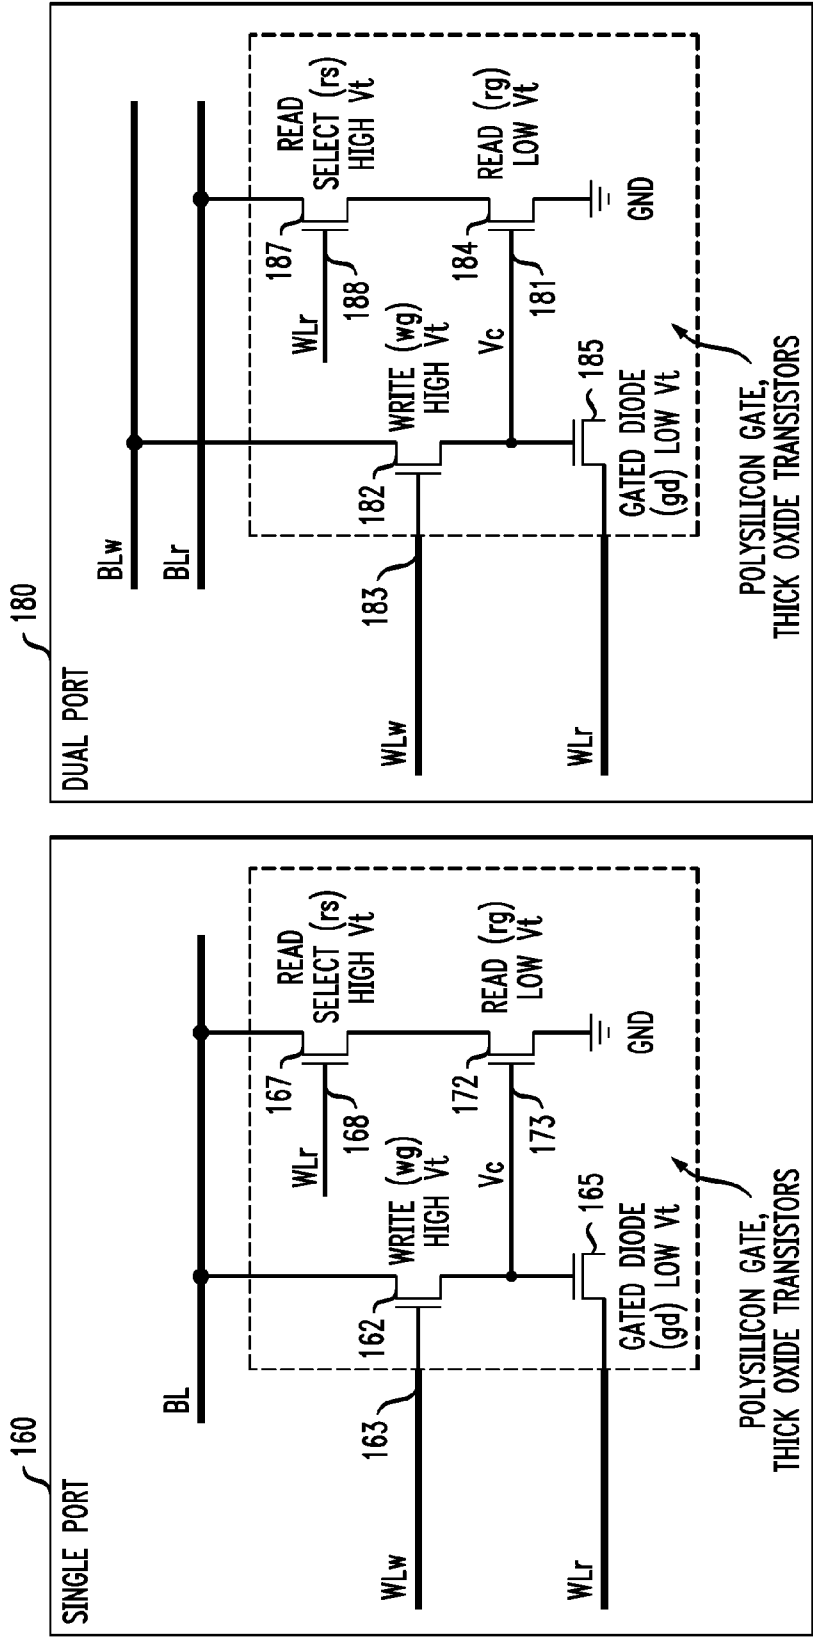 160
SINGLE PORT
BL
WLw
163
162
WRITE (wg)
HIGH Vt
WLr
168
167
READ
SELECT (rs)
HIGH Vt
Vc
173
172
READ (rg)
LOW Vt
GND
WLr
165
GATED DIODE
(gd) LOW Vt
POLYSILICON GATE,
THICK OXIDE TRANSISTORS
180
DUAL PORT
BLw
BLr
WLw
183
182
WRITE (wg)
HIGH Vt
WLr
188
187
READ
SELECT (rs)
HIGH Vt
Vc
181
184
READ (rg)
LOW Vt
GND
WLr
185
GATED DIODE
(gd) LOW Vt
POLYSILICON GATE,
THICK OXIDE TRANSISTORS